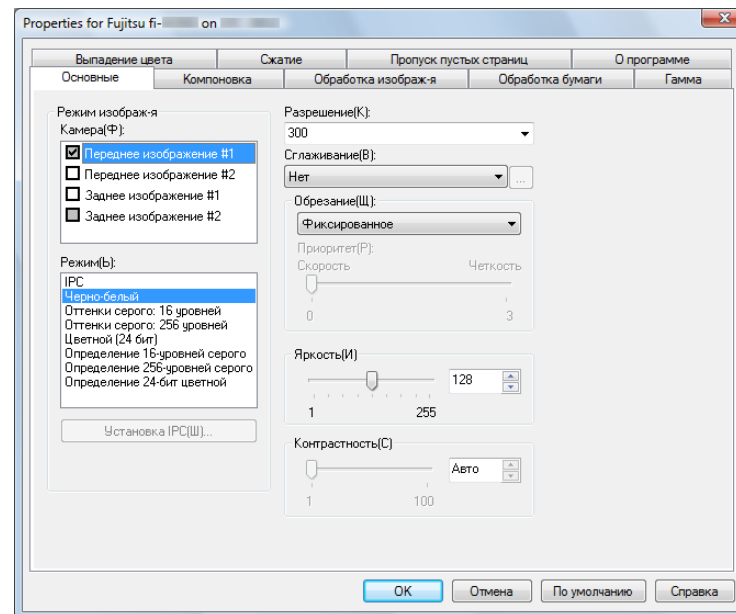 Properties for Fujitsu fi- on
Выпадение цвета Сжатие Пропуск пустых страниц О программе
Основные Компоновка Обработка изображ-я Обработка бумаги Гамма
Режим изображ-я
Камера(Ф):
Переднее изображение #1
Переднее изображение #2
Заднее изображение #1
Заднее изображение #2
Режим(Ь):
IPC
Черно-белый
Оттенки серого: 16 уровней
Оттенки серого: 256 уровней
Цветной (24 бит)
Определение 16-уровней серого
Определение 256-уровней серого
Определение 24-бит цветной
Установка IPC(Ш)...
Разрешение(К):
300
Сглаживание(В):
Нет ...
Обрезание(Щ):
Фиксированное
Приоритет(Р):
Скорость Четкость
0 3
Яркость(И)
128
1 255
Контрастность(С)
Авто
1 100
OK Отмена По умолчанию Справка